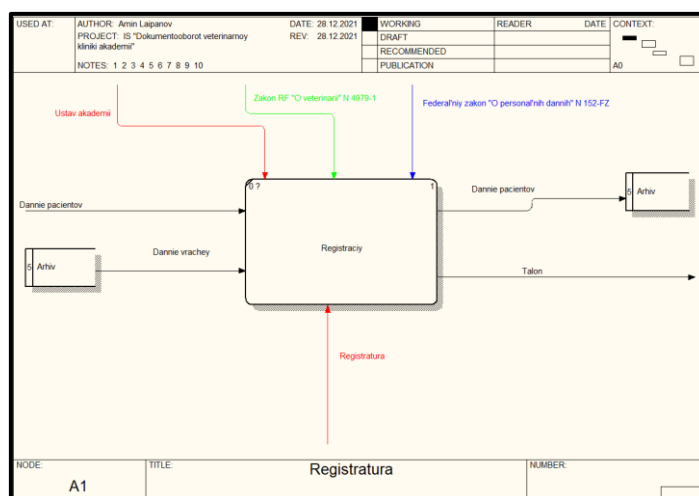 USED AT:
AUTHOR: Amin Laipanov
DATE: 28.12.2021
PROJECT: IS "Dokumentooborot veterinarnoy
kliniki akademii"
REV: 28.12.2021
NOTES: 1 2 3 4 5 6 7 8 9 10
WORKING
DRAFT
RECOMMENDED
PUBLICATION
READER
DATE
CONTEXT:
A0
Zakon RF "O veterinarii" N 4979-1
Federal'niy zakon "O personal'nih dannih" N 152-FZ
Ustav akademii
0 ?
1
Dannie pacientov
5 Arhiv
Dannie pacientov
Dannie vrachey
Registraciy
5 Arhiv
Talon
Registratura
NODE:
A1
TITLE:
Registratura
NUMBER: